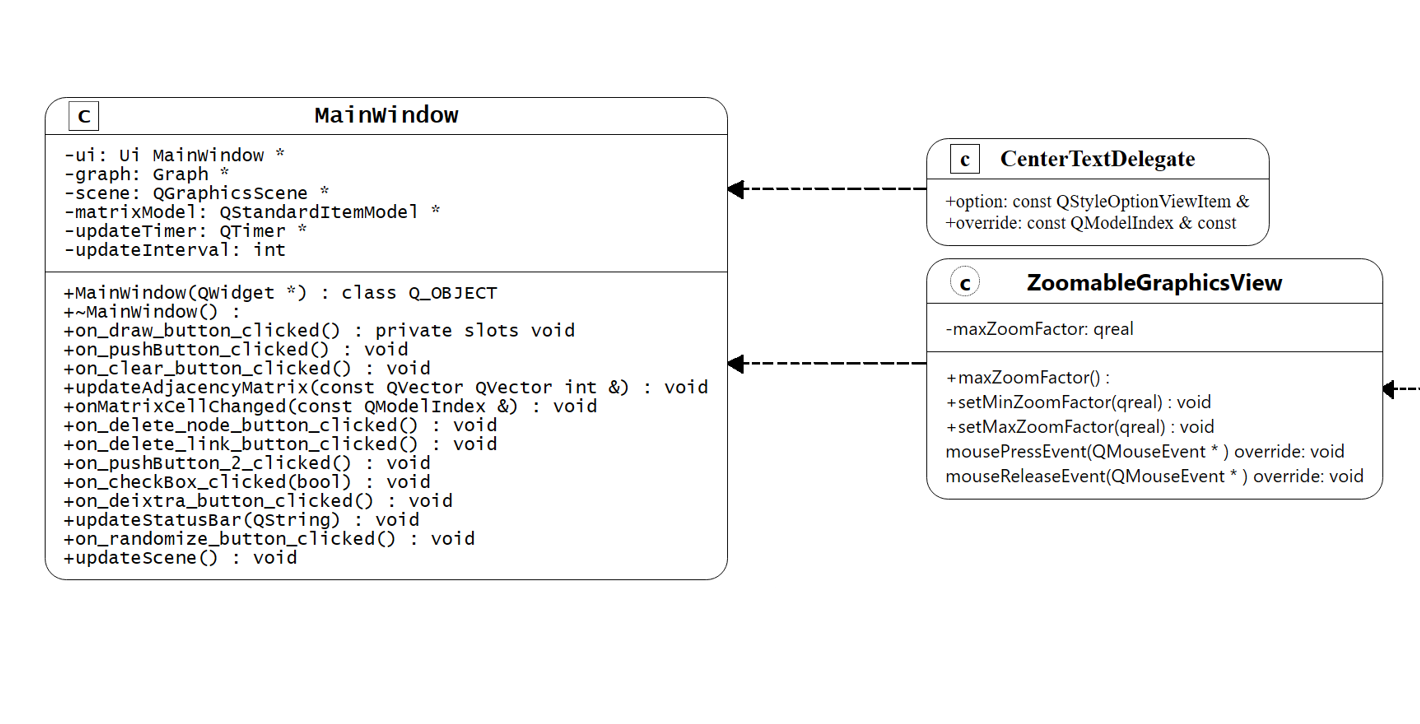 C MainWindow
-ui: Ui MainWindow *
-graph: Graph *
-scene: QGraphicsScene *
-matrixModel: QStandardItemModel *
-updateTimer: QTimer *
-updateInterval: int
+MainWindow(QWidget *) : class Q_OBJECT
+~MainWindow() :
+on_draw_button_clicked() : private slots void
+on_pushButton_clicked() : void
+on_clear_button_clicked() : void
+updateAdjacencyMatrix(const QVector QVector int &) : void
+onMatrixCellChanged(const QModelIndex &) : void
+on_delete_node_button_clicked() : void
+on_delete_link_button_clicked() : void
+on_pushButton_2_clicked() : void
+on_checkBox_clicked(bool) : void
+on_deixtra_button_clicked() : void
+updateStatusBar(QString) : void
+on_randomize_button_clicked() : void
+updateScene() : void
c CenterTextDelegate
+option: const QStyleOptionViewItem &
+override: const QModelIndex & const
c ZoomableGraphicsView
-maxZoomFactor: qreal
+maxZoomFactor() :
+setMinZoomFactor(qreal) : void
+setMaxZoomFactor(qreal) : void
mousePressEvent(QMouseEvent * ) override: void
mouseReleaseEvent(QMouseEvent * ) override: void